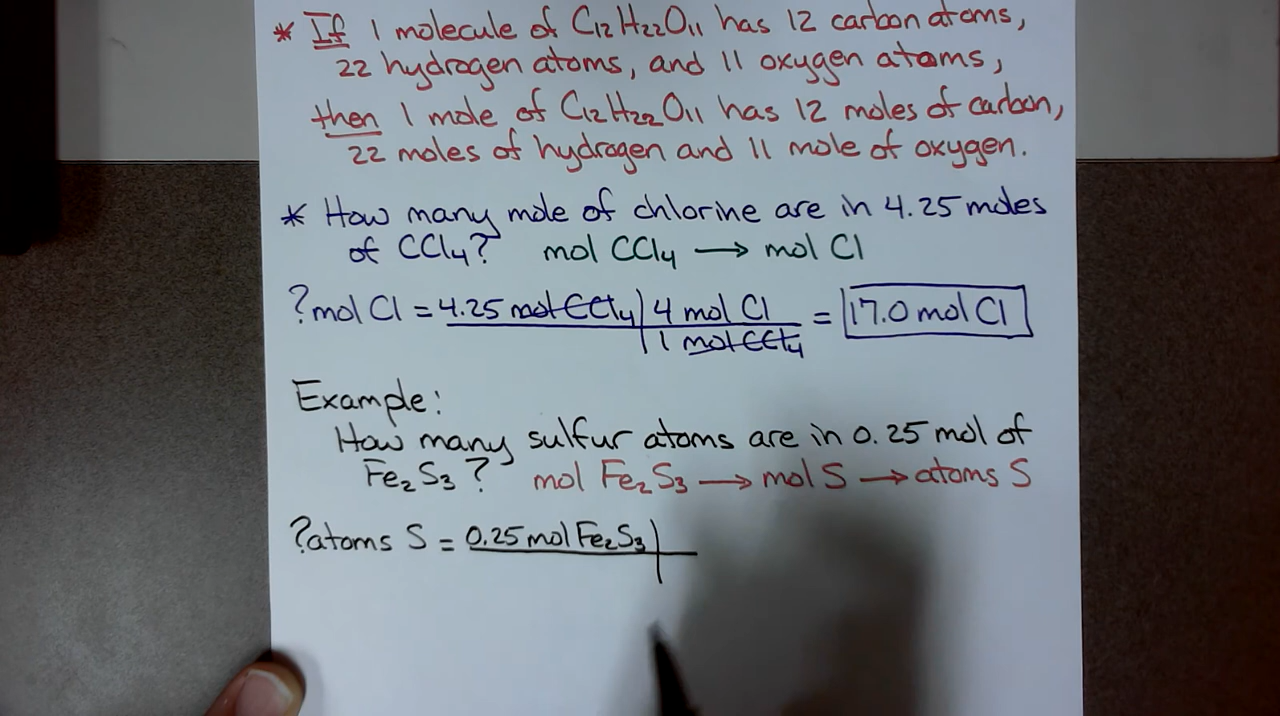 * If 1 molecule of C12H22O11 has 12 carbon atoms,
22 hydrogen atoms, and 11 oxygen atoms,
then 1 mole of C12H22O11 has 12 moles of carbon,
22 moles of hydrogen and 11 mole of oxygen.
* How many mole of chlorine are in 4.25 moles
of CCl4? mol CCl4 → mol Cl
?mol Cl = 4.25 mol CCl4 | 4 mol Cl = 17.0 mol Cl
1 mol CCl4
Example:
How many sulfur atoms are in 0.25 mol of
Fe2S3? mol Fe2S3 → mol S → atoms S
?atoms S = 0.25 mol Fe2S3 |